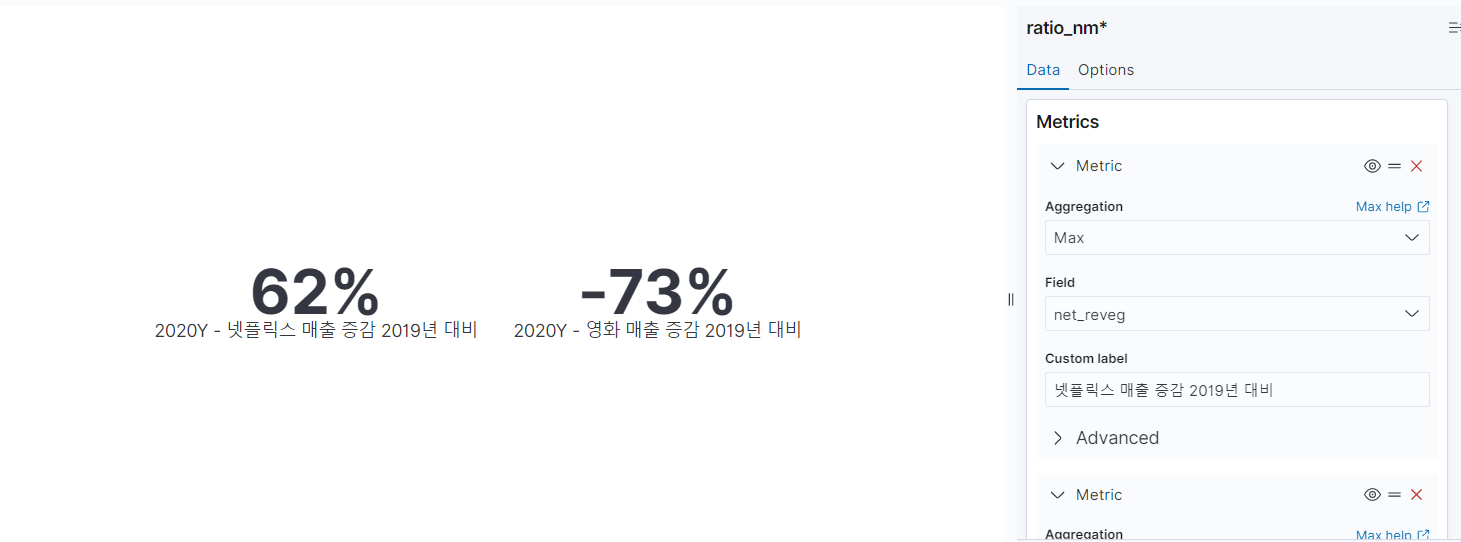 62%
2020Y - 넷플릭스 매출 증감 2019년 대비
-73%
2020Y - 영화 매출 증감 2019년 대비
ratio_nm*
Data Options
Metrics
Metric
Aggregation Max help
Max
Field
net_reveg
Custom label
넷플릭스 매출 증감 2019년 대비
Advanced
Metric
Aggregation Max help